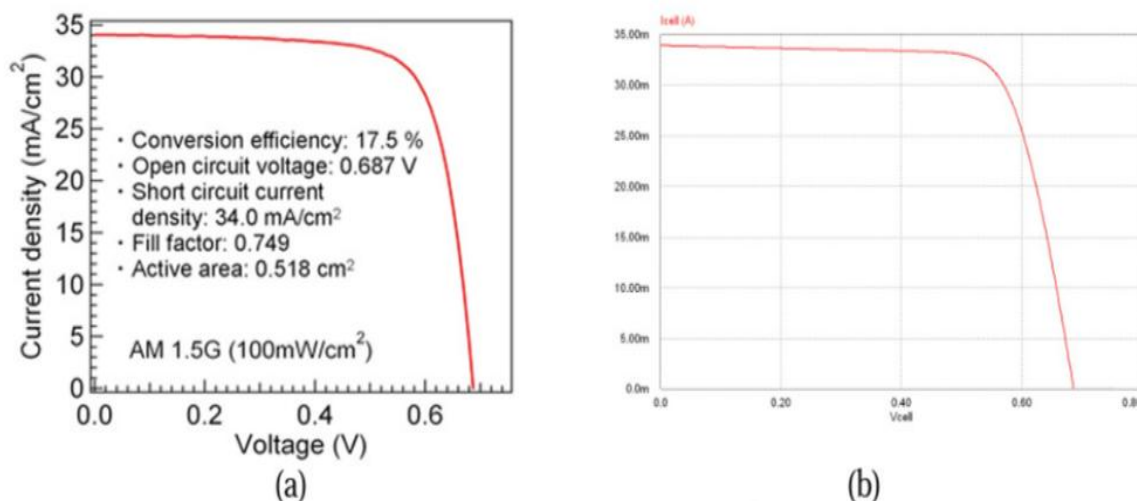 35
30
25
20
15
10
5
0
Current density (mA/cm²)
・Conversion efficiency: 17.5 %
・Open circuit voltage: 0.687 V
・Short circuit current
density: 34.0 mA/cm²
・Fill factor: 0.749
・Active area: 0.518 cm²
AM 1.5G (100mW/cm²)
0.0 0.2 0.4 0.6
Voltage (V)
(a)
Icell (A)
35.00m
30.00m
25.00m
20.00m
15.00m
10.00m
5.00m
0.0m
0.0 0.20 0.40 0.60 0.80
Vcell
(b)